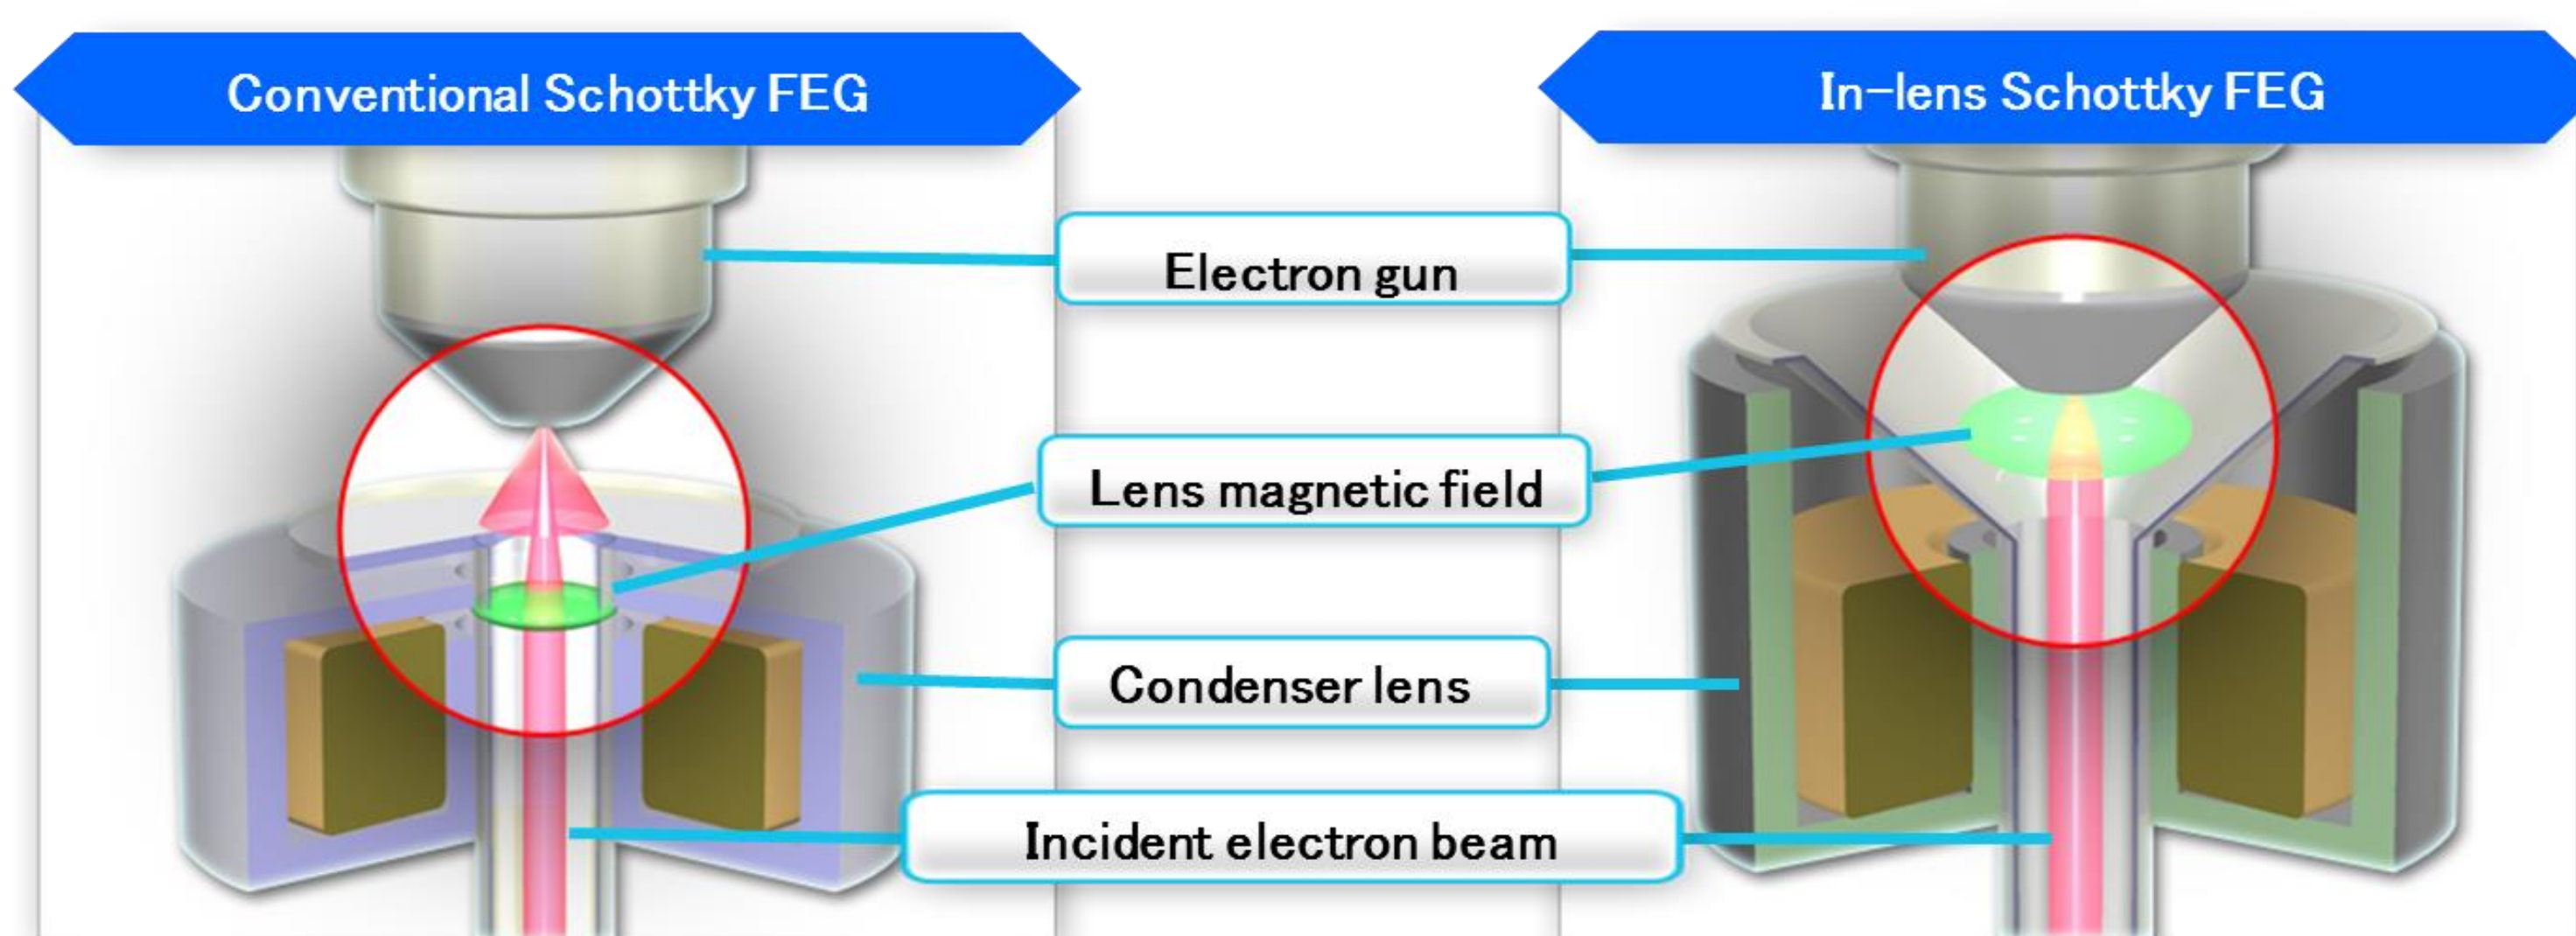 Conventional Schottky FEG
In-lens Schottky FEG
Electron gun
Lens magnetic field
Condenser lens
Incident electron beam